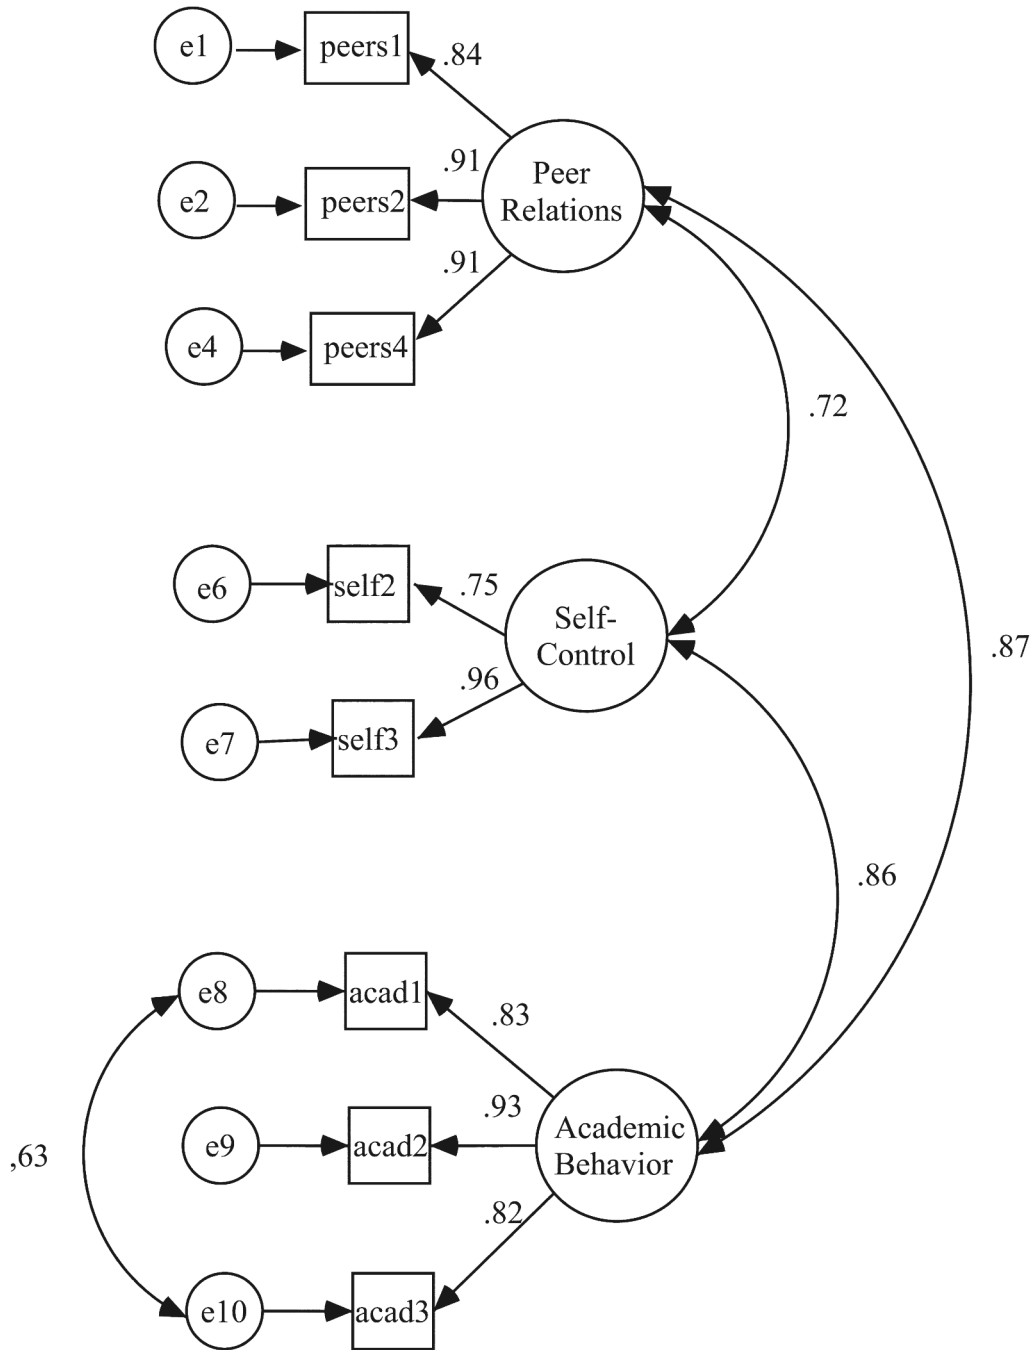 e1
peers1
.84
.91
Peer
Relations
e2
peers2
.91
e4
peers4
.72
e6
self2
.75
Self-
Control
.87
.96
e7
self3
.86
e8
acad1
.83
.93
Academic
Behavior
e9
acad2
,63
.82
e10
acad3